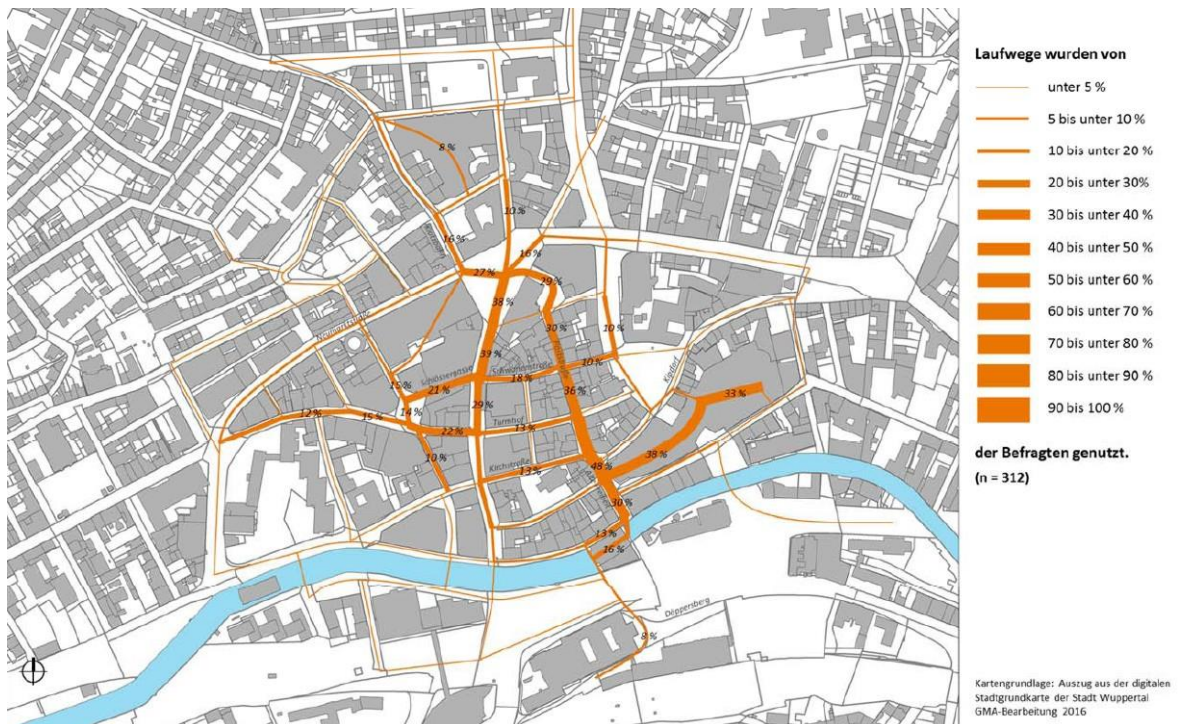 8 %
10 %
16 %
16 %
27 %
29 %
38 %
30 %
10 %
39 %
Neumarktstraße
Schlössergasse
Schwanenstraße
10 %
15 %
21 %
18 %
36 %
33 %
14 %
29 %
12 %
15 %
22 %
Turmhof
13 %
10 %
Kirchstraße
13 %
48 %
38 %
30 %
13 %
16 %
Döppersberg
8 %
Laufwege wurden von
unter 5 %
5 bis unter 10 %
10 bis unter 20 %
20 bis unter 30%
30 bis unter 40 %
40 bis unter 50 %
50 bis unter 60 %
60 bis unter 70 %
70 bis unter 80 %
80 bis unter 90 %
90 bis 100 %
der Befragten genutzt.
(n = 312)
Kartengrundlage: Auszug aus der digitalen
Stadtgrundkarte der Stadt Wuppertal
GMA-Bearbeitung 2016